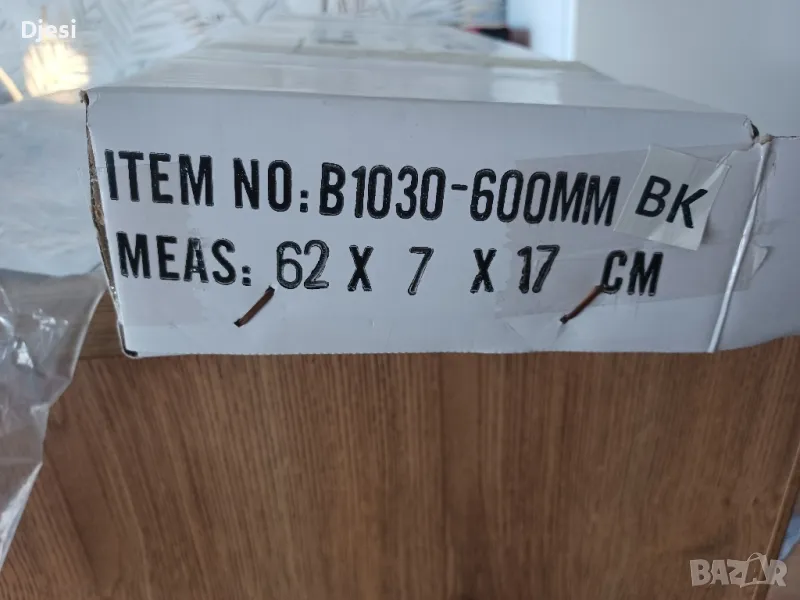 Djesi
ITEM NO: B1030-600MM BK
MEAS: 62 X 7 X 17 CM
BAZAR